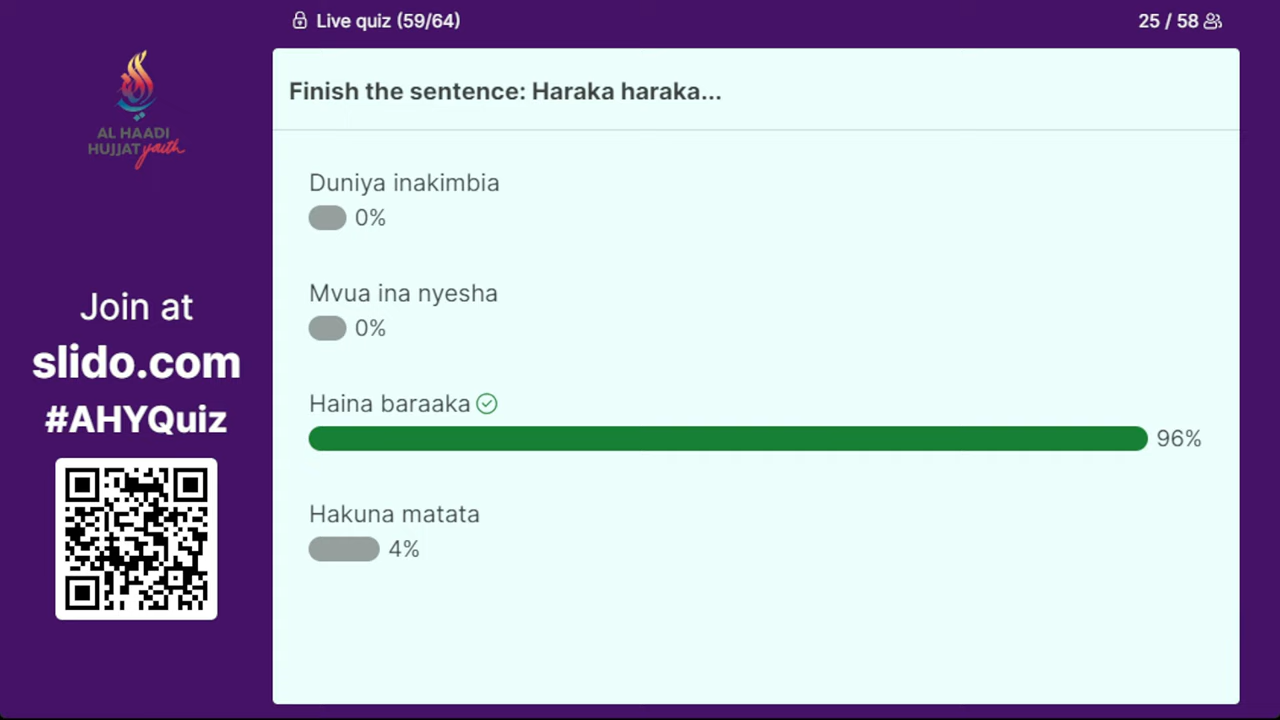 Live quiz (59/64)
25 / 58
AL HAADI
HUJJAT youth
Join at
slido.com
#AHYQuiz
Finish the sentence: Haraka haraka...
Duniya inakimbia
0%
Mvua ina nyesha
0%
Haina baraaka
96%
Hakuna matata
4%